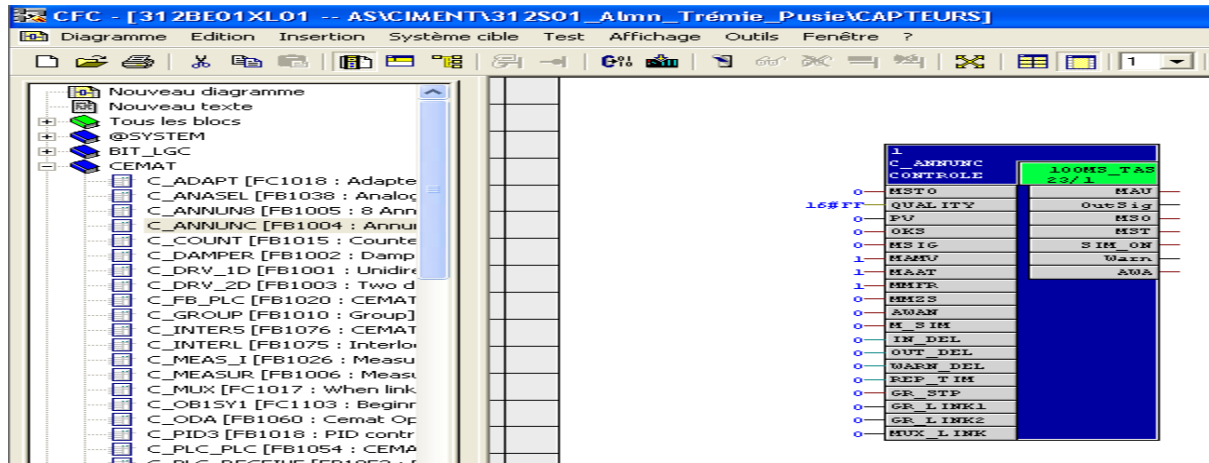 CFC - [312BE01XL01 -- AS\CIMENT\312S01_Almn_Trémie_Pusie\CAPTEURS]
Diagramme Edition Insertion Système cible Test Affichage Outils Fenêtre ?
1
Nouveau diagramme
Nouveau texte
Tous les blocs
@SYSTEM
BIT_LGC
CEMAT
C_ADAPT [FC1018 : Adapte
C_ANASEL [FB1038 : Analog
C_ANNUN8 [FB1005 : 8 Ann
C_ANNUNC [FB1004 : Annun
C_COUNT [FB1015 : Counte
C_DAMPER [FB1002 : Damp
C_DRV_1D [FB1001 : Unidire
C_DRV_2D [FB1003 : Two d
C_FB_PLC [FB1020 : CEMAT
C_GROUP [FB1010 : Group]
C_INTER5 [FB1076 : CEMAT
C_INTERL [FB1075 : Interlo
C_MEAS_I [FB1026 : Measu
C_MEASUR [FB1006 : Measu
C_MUX [FC1017 : When link
C_OB1SY1 [FC1103 : Beginn
C_ODA [FB1060 : Cemat Op
C_PID3 [FB1018 : PID contr
C_PLC_PLC [FB1054 : CEMA
1
C_ANNUNC
CONTROLE
100MS_TAS
23/1
0 MSTO MAU
16#FF QUALITY OutSig
0 PV MSO
0 OKS MST
0 MSIG SIM_ON
1 MAMV Warn
1 MAAT AWA
1 MMFR
0 MMZS
0 AWAN
0 M_SIM
0 IN_DEL
0 OUT_DEL
0 WARN_DEL
0 REP_TIM
0 GR_STP
0 GR_LINK1
0 GR_LINK2
0 MUX_LINK